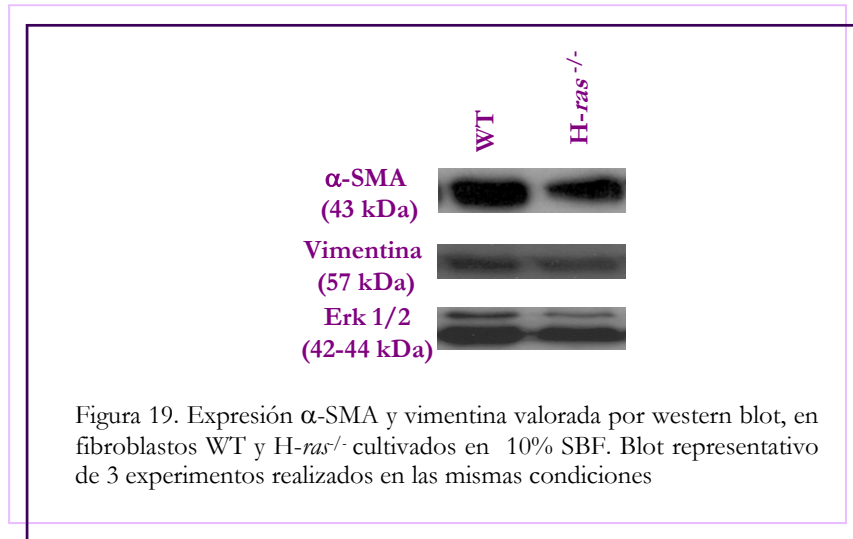 WT
H-ras -/-
α-SMA
(43 kDa)
Vimentina
(57 kDa)
Erk 1/2
(42-44 kDa)
Figura 19. Expresión α-SMA y vimentina valorada por western blot, en
fibroblastos WT y H-ras-/- cultivados en 10% SBF. Blot representativo
de 3 experimentos realizados en las mismas condiciones